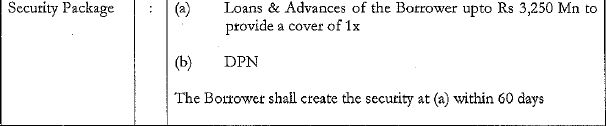 Security Package : (a) Loans & Advances of the Borrower upto Rs 3,250 Mn to
provide a cover of 1x
(b) DPN
The Borrower shall create the security at (a) within 60 days